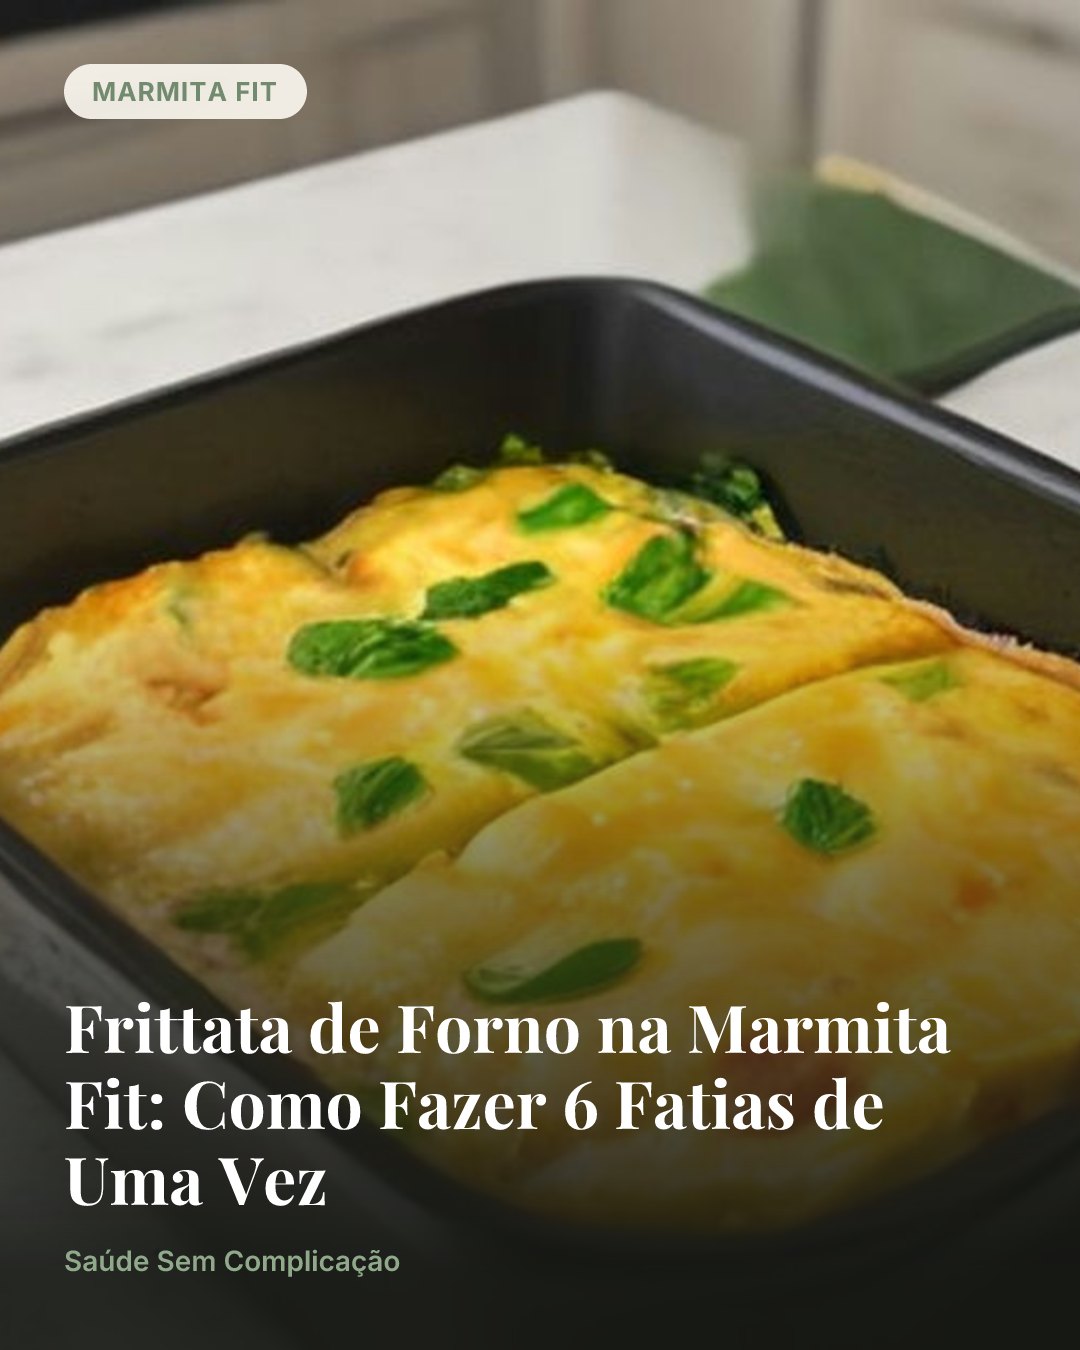 MARMITA FIT
Frittata de Forno na Marmita
Fit: Como Fazer 6 Fatias de
Uma Vez
Saúde Sem Complicação